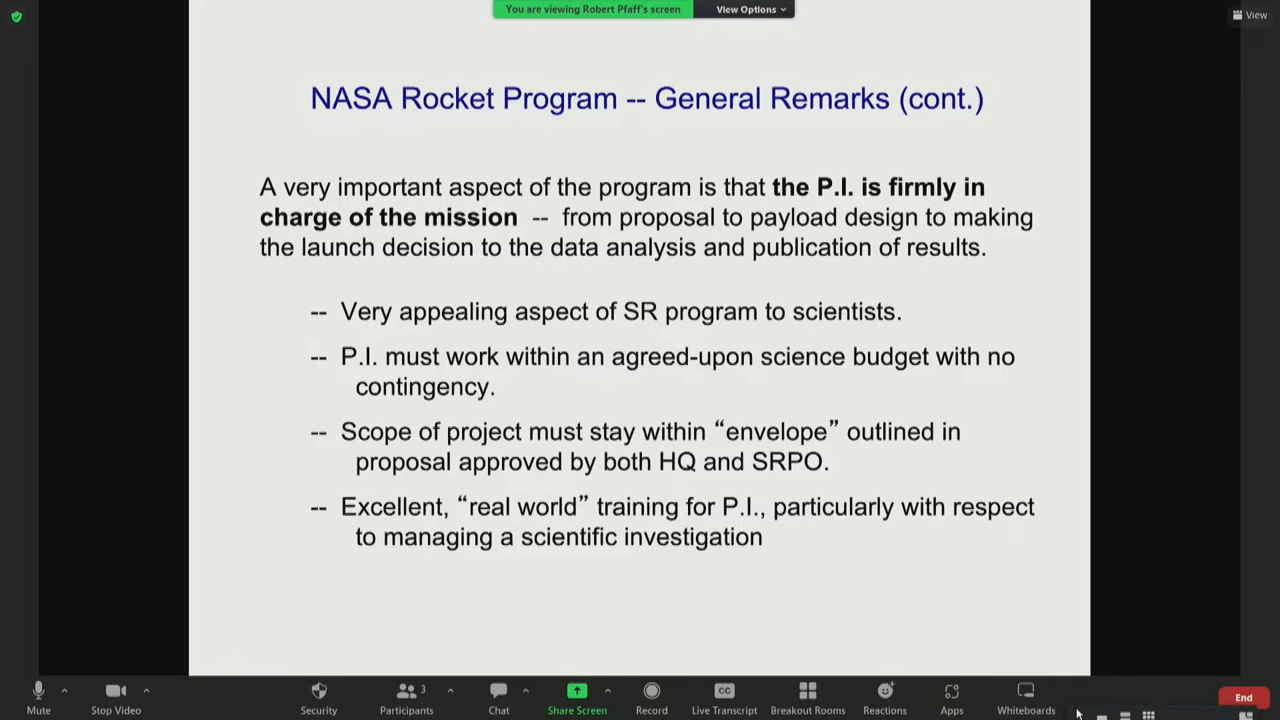 You are viewing Robert Pfaff's screen
View Options
View
NASA Rocket Program -- General Remarks (cont.)
A very important aspect of the program is that the P.I. is firmly in
charge of the mission -- from proposal to payload design to making
the launch decision to the data analysis and publication of results.
-- Very appealing aspect of SR program to scientists.
-- P.I. must work within an agreed-upon science budget with no
contingency.
-- Scope of project must stay within “envelope” outlined in
proposal approved by both HQ and SRPO.
-- Excellent, “real world” training for P.I., particularly with respect
to managing a scientific investigation
Mute
Stop Video
Security
Participants
3
Chat
Share Screen
Record
CC
Live Transcript
Breakout Rooms
Reactions
Apps
Whiteboards
End